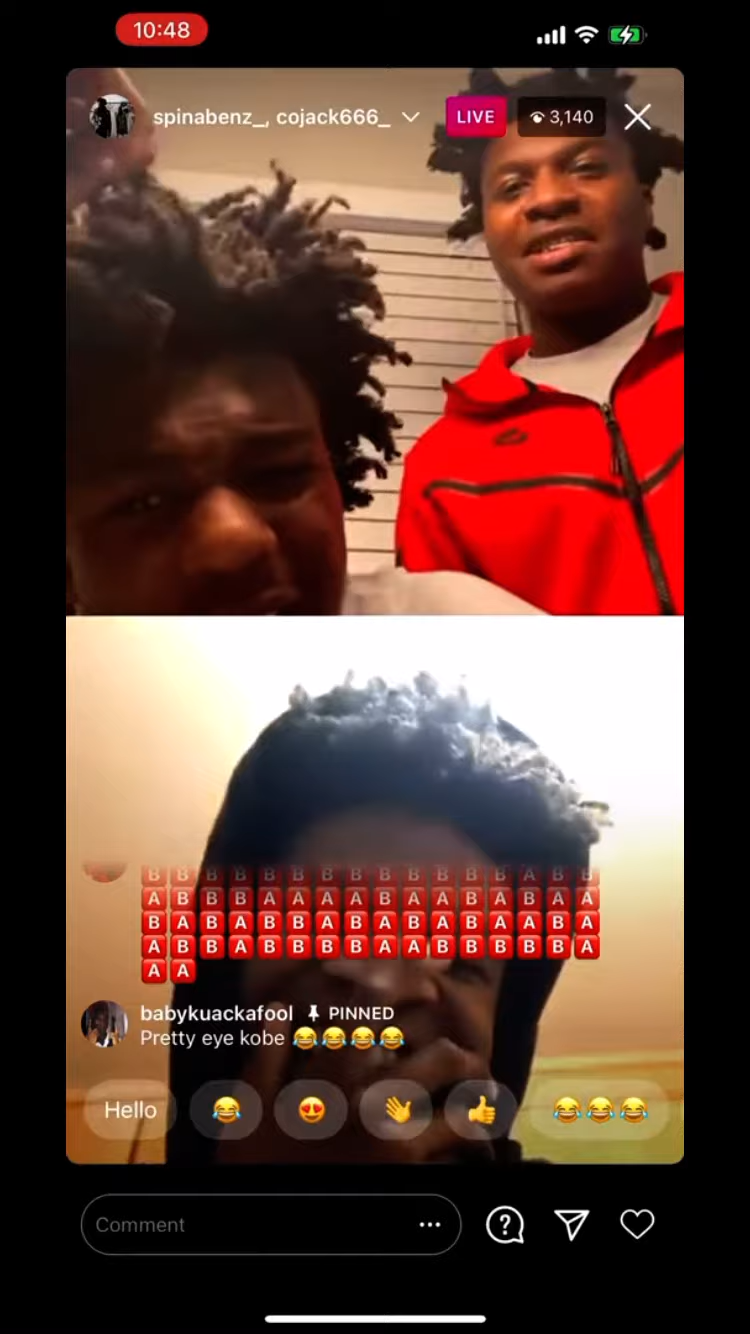 10:48
spinabenz_, cojack666_
LIVE
3,140
🅱🅱🅱🅱🅱🅱🅱🅱🅱🅱🅱🅱🅱🅰🅱🅱
🅰🅱🅱🅱🅰🅰🅰🅰🅱🅰🅰🅱🅰🅱🅰🅰
🅱🅰🅱🅰🅱🅱🅰🅱🅰🅱🅰🅱🅰🅱🅰🅰
🅰🅱🅱🅰🅱🅱🅱🅱🅰🅰🅱🅱🅱🅱🅱🅰
🅰🅰
babykuackafool 📌 PINNED
Pretty eye kobe 😂😂😂😂
Hello 😂 😍 👋 👍 😂😂😂
Comment ...